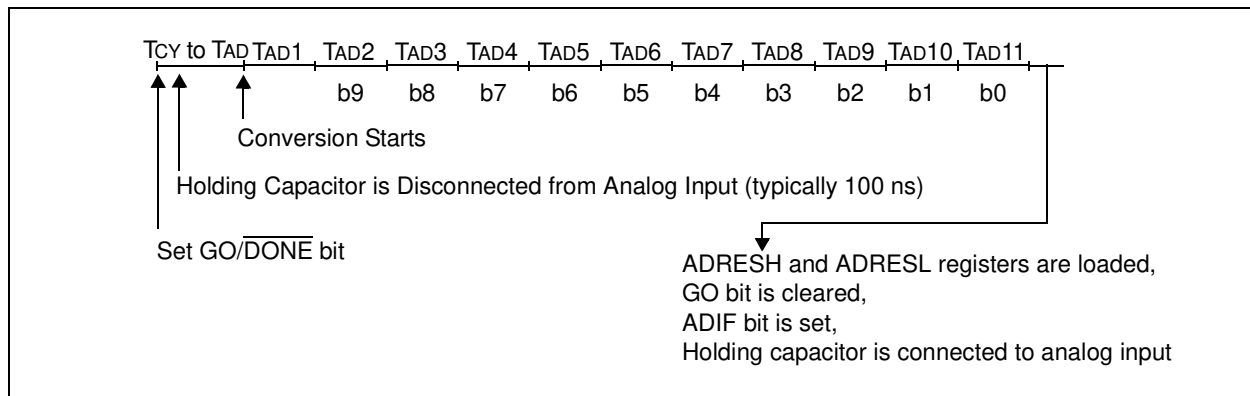 TCY to TAD TAD1 TAD2 TAD3 TAD4 TAD5 TAD6 TAD7 TAD8 TAD9 TAD10 TAD11
b9 b8 b7 b6 b5 b4 b3 b2 b1 b0
Conversion Starts
Holding Capacitor is Disconnected from Analog Input (typically 100 ns)
Set GO/DONE bit
ADRESH and ADRESL registers are loaded,
GO bit is cleared,
ADIF bit is set,
Holding capacitor is connected to analog input